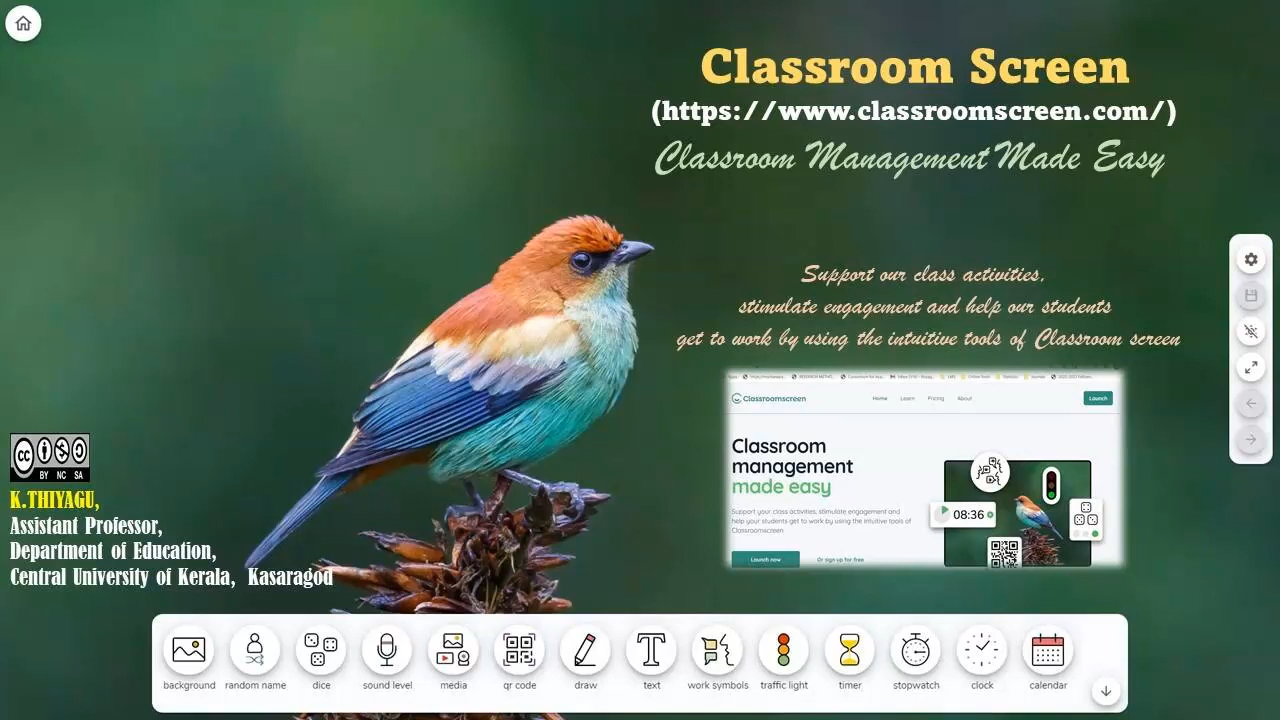 Classroom Screen
(https://www.classroomscreen.com/)
Classroom Management Made Easy
Support our class activities,
stimulate engagement and help our students
get to work by using the intuitive tools of Classroom screen
Classroomscreen
Home Learn Pricing About Launch
Classroom
management
made easy
Support your class activities, stimulate engagement and
help your students get to work by using the intuitive tools of
Classroomscreen
Launch now Or sign up for free
08:36
CC BY NC SA
K.THIYAGU,
Assistant Professor,
Department of Education,
Central University of Kerala, Kasaragod
background random name dice sound level media qr code draw text work symbols traffic light timer stopwatch clock calendar